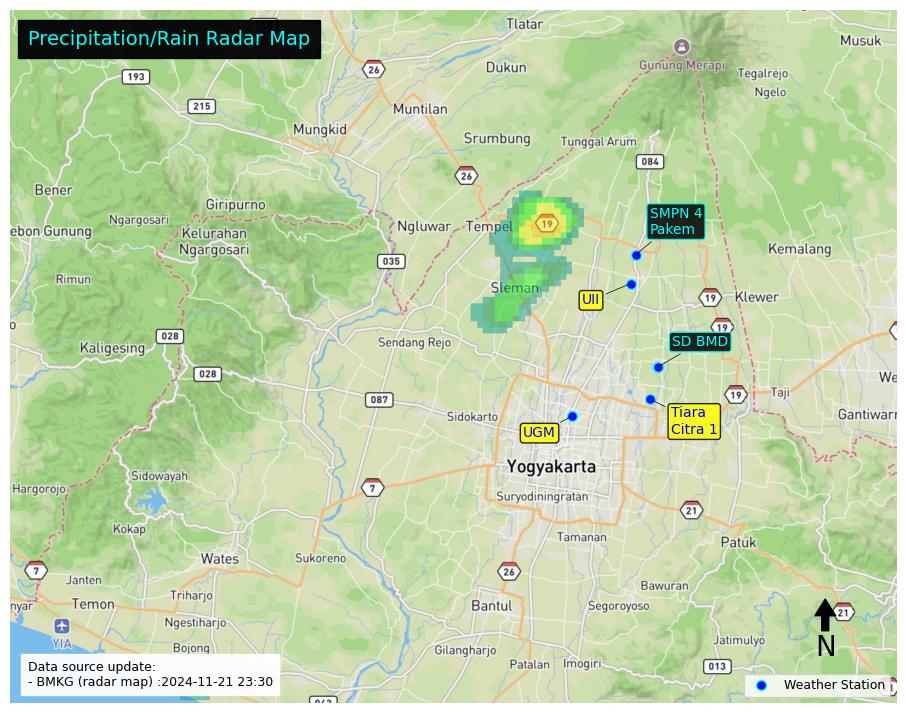 Precipitation/Rain Radar Map
Tlatar
Musuk
Gunung Merapi
26
Dukun
Tegalrejo
193
Ngelo
215
Muntilan
Mungkid
Srumbung
Tunggal Arum
084
26
Bener
Giripurno
Ngargosari
SMPN 4
Pakem
ebon Gunung
Kelurahan
Ngargosari
Ngluwar
Tempel
19
Kemalang
035
Rimun
Sleman
UII
19
Klewer
19
028
Kaligesing
Sendang Rejo
SD BMD
028
087
19
Taji
We
Sidokarto
UGM
Tiara
Citra 1
Gantiwarn
Yogyakarta
Sidowayah
Hargorojo
7
Suryodiningratan
21
Kokap
Tamanan
Patuk
Wates
Sukoreno
7
26
Janten
Bawuran
nyar
Temon
Triharjo
Bantul
Segoroyoso
21
Ngestiharjo
YIA
N
Jatimulyo
Bojong
Gilangharjo
Patalan
Imogiri
013
Data source update:
- BMKG (radar map) :2024-11-21 23:30
Weather Station